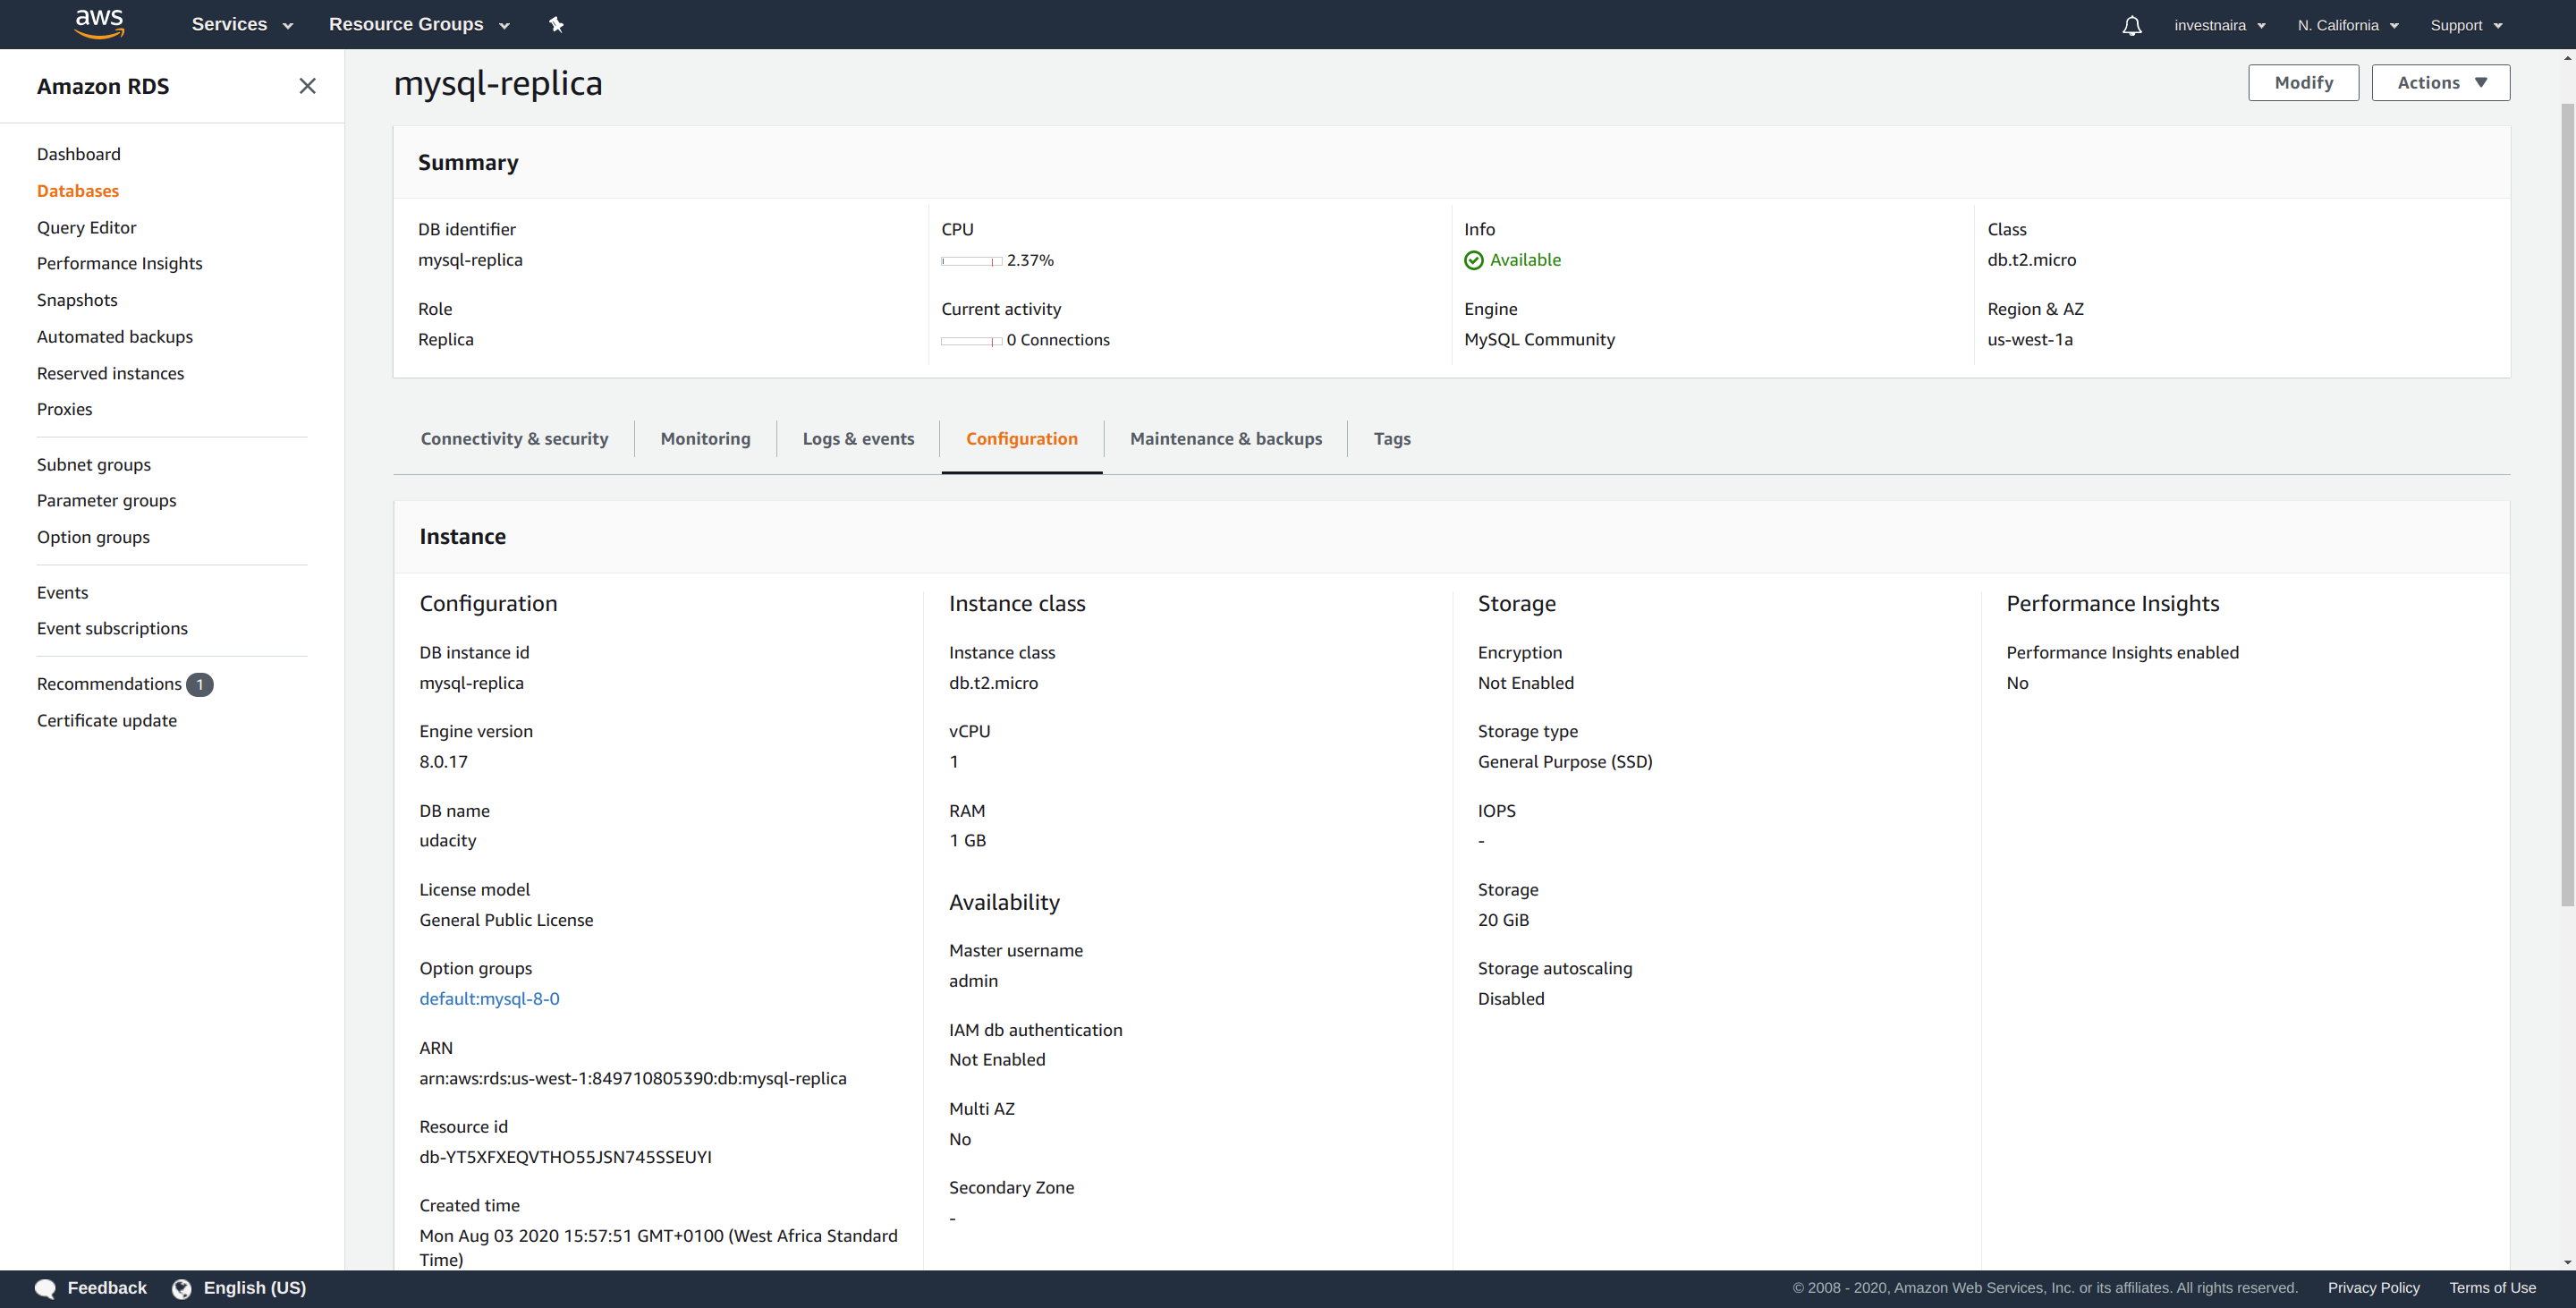 aws
Services
Resource Groups
investnaira
N. California
Support
Amazon RDS
Dashboard
Databases
Query Editor
Performance Insights
Snapshots
Automated backups
Reserved instances
Proxies
Subnet groups
Parameter groups
Option groups
Events
Event subscriptions
Recommendations 1
Certificate update
mysql-replica
Modify
Actions
Summary
DB identifier
mysql-replica
CPU
2.37%
Info
Available
Class
db.t2.micro
Role
Replica
Current activity
0 Connections
Engine
MySQL Community
Region & AZ
us-west-1a
Connectivity & security
Monitoring
Logs & events
Configuration
Maintenance & backups
Tags
Instance
Configuration
DB instance id
mysql-replica
Engine version
8.0.17
DB name
udacity
License model
General Public License
Option groups
default:mysql-8-0
ARN
arn:aws:rds:us-west-1:849710805390:db:mysql-replica
Resource id
db-YT5XFXEQVTHO55JSN745SSEUYI
Created time
Mon Aug 03 2020 15:57:51 GMT+0100 (West Africa Standard
Time)
Instance class
Instance class
db.t2.micro
vCPU
1
RAM
1 GB
Availability
Master username
admin
IAM db authentication
Not Enabled
Multi AZ
No
Secondary Zone
-
Storage
Encryption
Not Enabled
Storage type
General Purpose (SSD)
IOPS
-
Storage
20 GiB
Storage autoscaling
Disabled
Performance Insights
Performance Insights enabled
No
Feedback
English (US)
© 2008 - 2020, Amazon Web Services, Inc. or its affiliates. All rights reserved.
Privacy Policy
Terms of Use